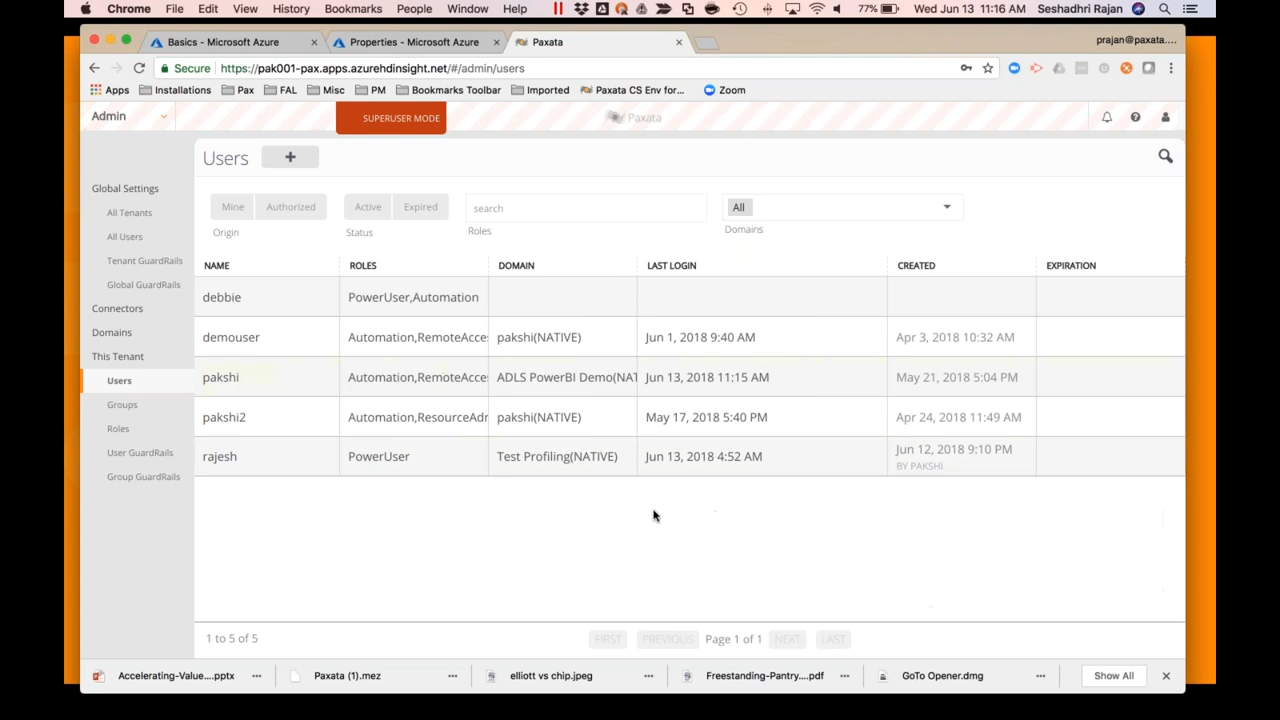 Chrome File Edit View History Bookmarks People Window Help 77% Wed Jun 13 11:16 AM Seshadhri Rajan
Basics - Microsoft Azure Properties - Microsoft Azure Paxata prajan@paxata....
Secure https://pak001-pax.apps.azurehdinsight.net/#/admin/users
Apps Installations Pax FAL Misc PM Bookmarks Toolbar Imported Paxata CS Env for... Zoom
Admin SUPERUSER MODE Paxata
Users +
Global Settings
All Tenants
All Users
Tenant GuardRails
Global GuardRails
Connectors
Domains
This Tenant
Users
Groups
Roles
User GuardRails
Group GuardRails
Mine Authorized Active Expired search All
Origin Status Roles Domains
NAME ROLES DOMAIN LAST LOGIN CREATED EXPIRATION
debbie PowerUser,Automation
demouser Automation,RemoteAcce pakshi(NATIVE) Jun 1, 2018 9:40 AM Apr 3, 2018 10:32 AM
pakshi Automation,RemoteAcce ADLS PowerBI Demo(NAT Jun 13, 2018 11:15 AM May 21, 2018 5:04 PM
pakshi2 Automation,ResourceAdr pakshi(NATIVE) May 17, 2018 5:40 PM Apr 24, 2018 11:49 AM
rajesh PowerUser Test Profiling(NATIVE) Jun 13, 2018 4:52 AM Jun 12, 2018 9:10 PM
BY PAKSHI
1 to 5 of 5 FIRST PREVIOUS Page 1 of 1 NEXT LAST
Accelerating-Value....pptx Paxata (1).mez elliott vs chip.jpeg Freestanding-Pantry....pdf GoTo Opener.dmg Show All